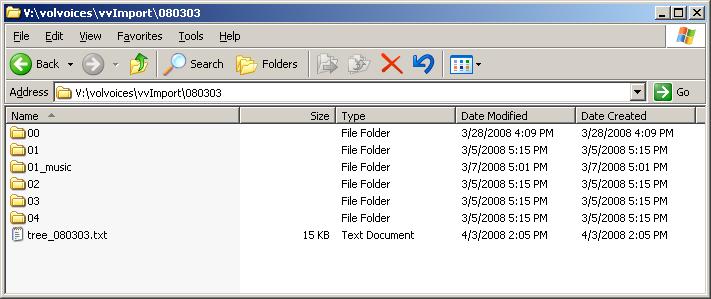 V:\volvoices\vvImport\080303
File Edit View Favorites Tools Help
Back Search Folders
Address V:\volvoices\vvImport\080303 Go
Name Size Type Date Modified Date Created
00 File Folder 3/28/2008 4:09 PM 3/28/2008 4:09 PM
01 File Folder 3/5/2008 5:15 PM 3/5/2008 5:15 PM
01_music File Folder 3/7/2008 5:01 PM 3/5/2008 5:15 PM
02 File Folder 3/5/2008 5:15 PM 3/5/2008 5:15 PM
03 File Folder 3/5/2008 5:15 PM 3/5/2008 5:15 PM
04 File Folder 3/5/2008 5:15 PM 3/5/2008 5:15 PM
tree_080303.txt 15 KB Text Document 4/3/2008 2:05 PM 4/3/2008 2:05 PM